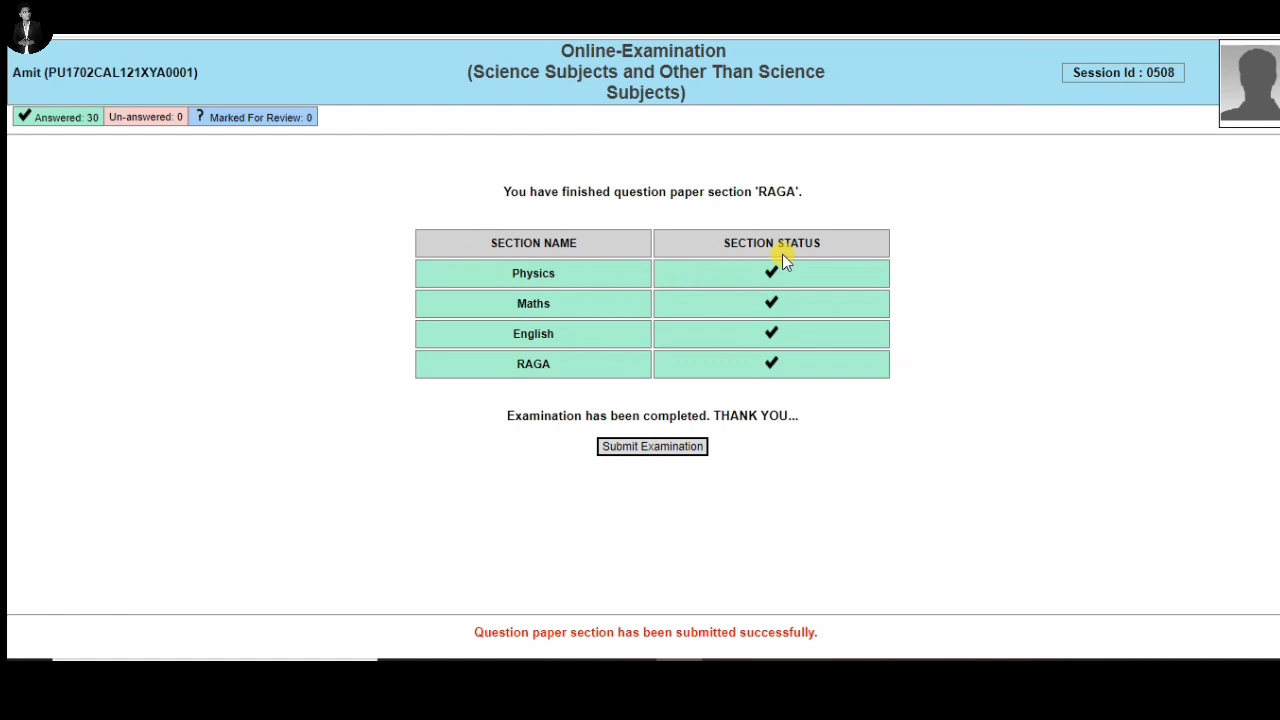 Online-Examination
Amit (PU1702CAL121XYA0001)
(Science Subjects and Other Than Science
Subjects)
Session Id : 0508
Answered: 30 Un-answered: 0 ? Marked For Review: 0
You have finished question paper section 'RAGA'.
SECTION NAME SECTION STATUS
Physics
Maths
English
RAGA
Examination has been completed. THANK YOU...
Submit Examination
Question paper section has been submitted successfully.